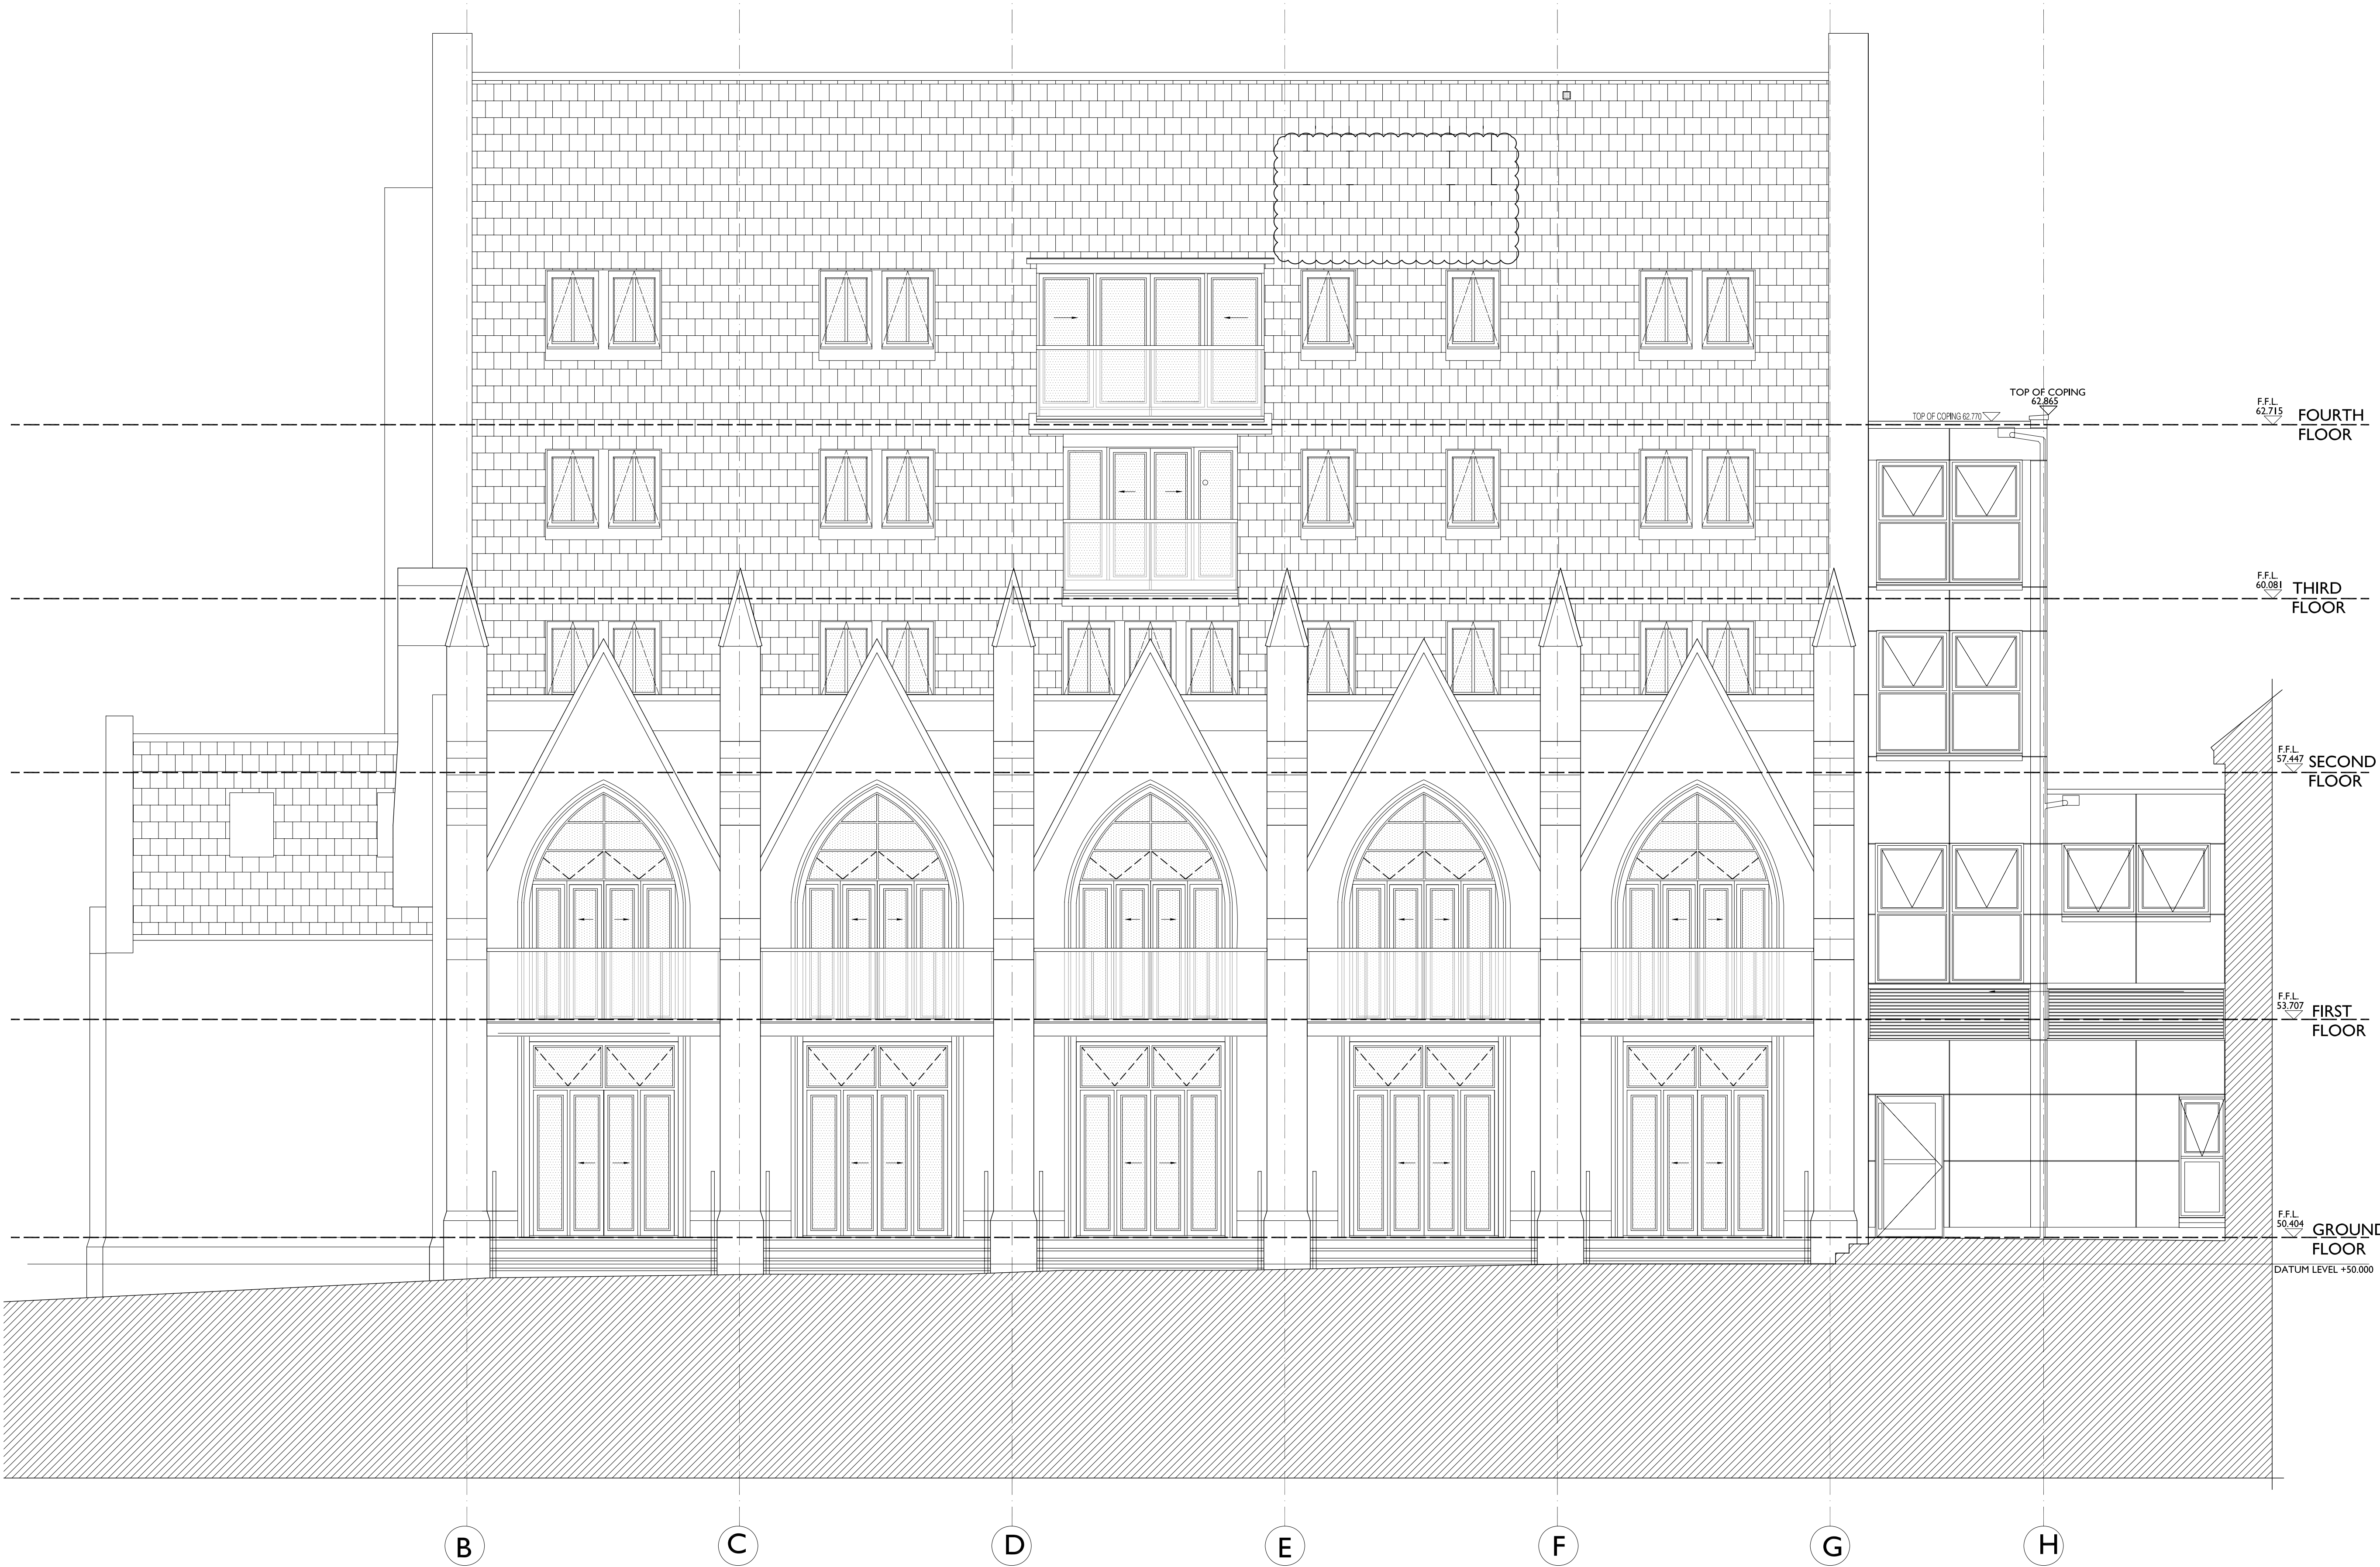 TOP OF COPING
62.865
TOP OF COPING 62.770
F.F.L.
62.715
FOURTH
FLOOR
F.F.L.
60.081
THIRD
FLOOR
F.F.L.
57.447
SECOND
FLOOR
F.F.L.
53.707
FIRST
FLOOR
F.F.L.
50.404
GROUND
FLOOR
DATUM LEVEL +50.000
B C D E F G H